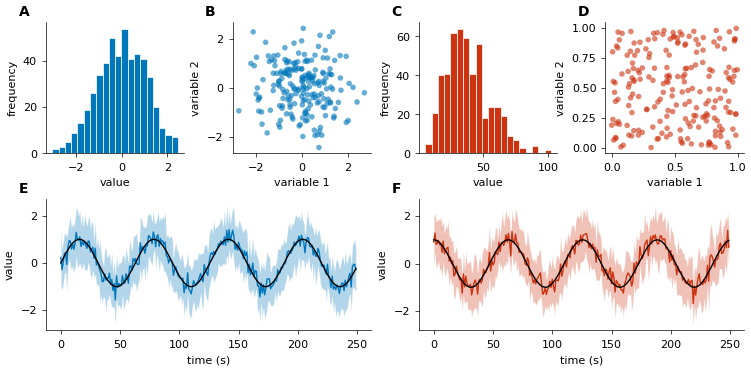 A
frequency
40
20
0
−2
0
2
value
B
variable 2
2
0
−2
−2
0
2
variable 1
C
frequency
60
40
20
0
50
100
value
D
variable 2
1.00
0.75
0.50
0.25
0.00
0.0
0.5
1.0
variable 1
E
value
2
0
−2
0
50
100
150
200
250
time (s)
F
value
2
0
−2
0
50
100
150
200
250
time (s)